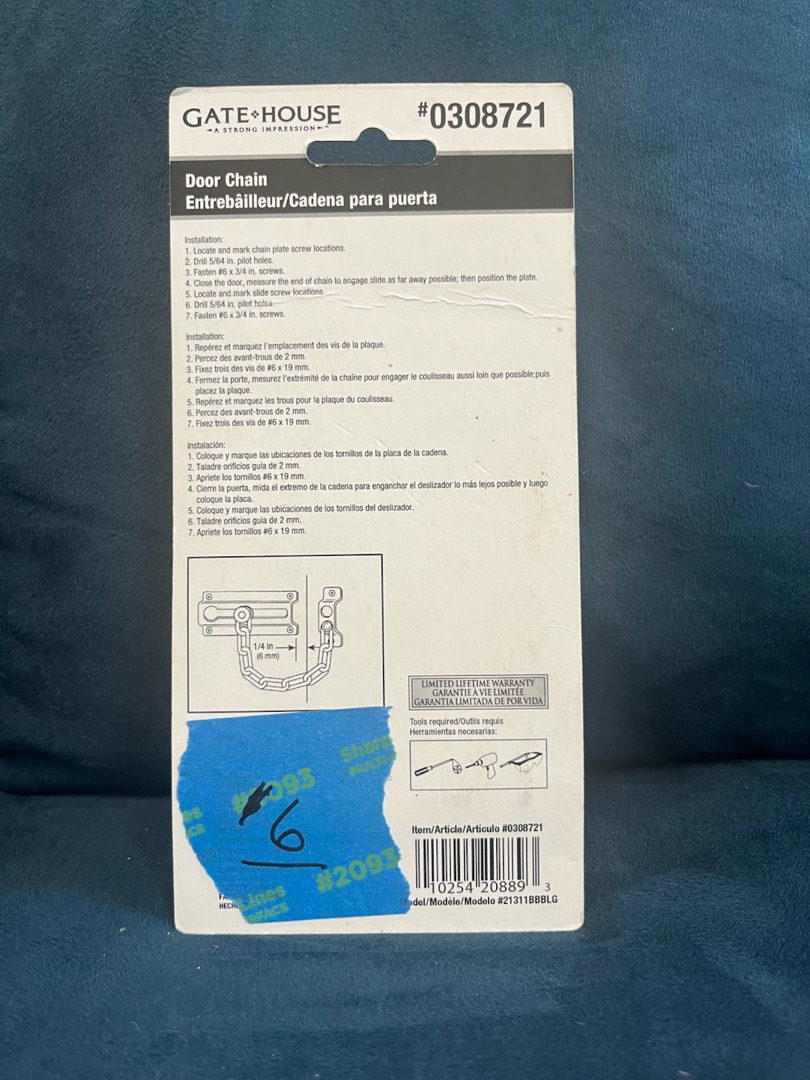 GATE HOUSE
A STRONG IMPRESSION
#0308721
Door Chain
Entrebâilleur/Cadena para puerta
Installation:
1. Locate and mark chain plate screw locations.
2. Drill 5/64 in. pilot holes.
3. Fasten #6 x 3/4 in. screws.
4. Close the door, measure the end of chain to engage slide as far away possible; then position the plate.
5. Locate and mark slide screw locations.
6. Drill 5/64 in. pilot holes.
7. Fasten #6 x 3/4 in. screws.
Installation:
1. Repérez et marquez l'emplacement des vis de la plaque.
2. Percez des avant-trous de 2 mm.
3. Fixez trois des vis de #6 x 19 mm.
4. Fermez la porte, mesurez l'extrémité de la chaîne pour engager le coulisseau aussi loin que possible;puis
placez la plaque.
5. Repérez et marquez les trous pour la plaque du coulisseau.
6. Percez des avant-trous de 2 mm.
7. Fixez trois des vis de #6 x 19 mm.
Instalación:
1. Coloque y marque las ubicaciones de los tornillos de la placa de la cadena.
2. Taladre orificios guía de 2 mm.
3. Apriete los tornillos #6 x 19 mm.
4. Cierre la puerta, mida el extremo de la cadena para enganchar el deslizador lo más lejos posible y luego
coloque la placa.
5. Coloque y marque las ubicaciones de los tornillos del deslizador.
6. Taladre orificios guía de 2 mm.
7. Apriete los tornillos #6 x 19 mm.
1/4 in
(6 mm)
LIMITED LIFETIME WARRANTY
GARANTIE A VIE LIMITÉE
GARANTIA LIMITADA DE POR VIDA
Tools required/Outils requis
Herramientas necesarias:
Sharp
MULTI-
#2093
6
#2093
Lines
Item/Article/Articulo #0308721
10254 20889 3
Model/Modèle/Modelo #21311BBBLG